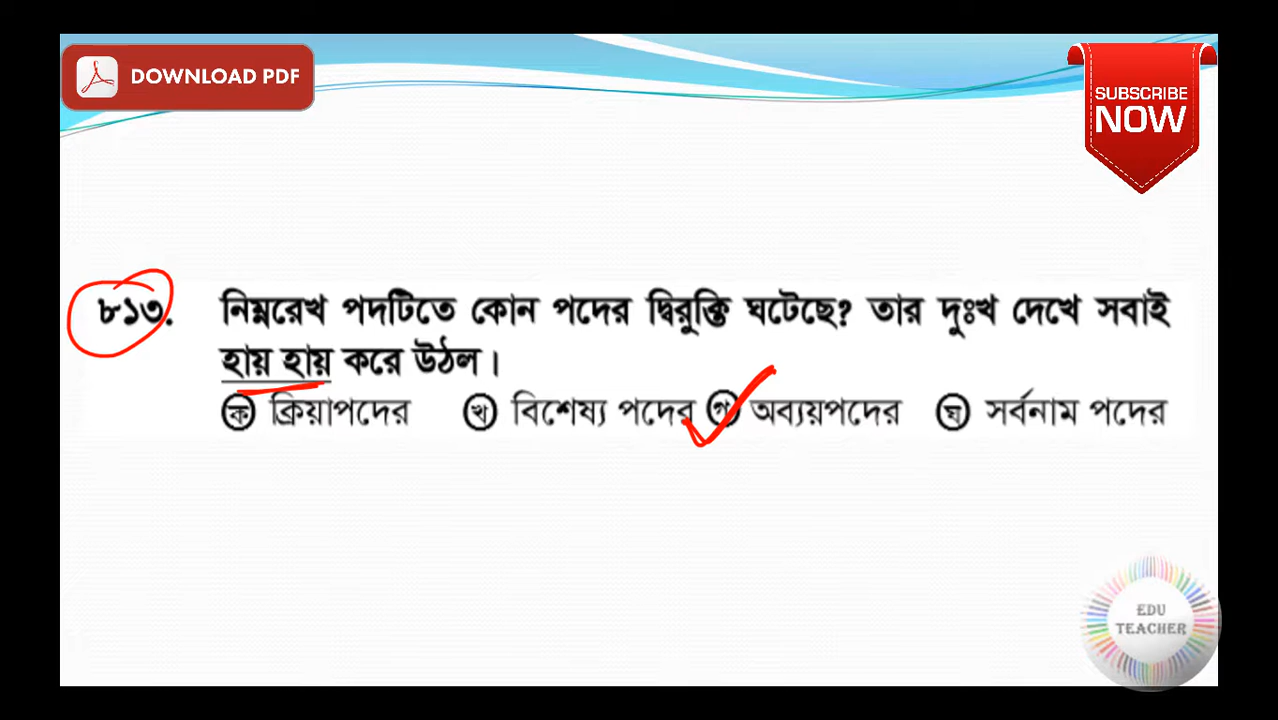 DOWNLOAD PDF
SUBSCRIBE
NOW
৮১৩. নিম্নরেখ পদটিতে কোন পদের দ্বিরুক্তি ঘটেছে? তার দুঃখ দেখে সবাই
হায় হায় করে উঠল।
ক ক্রিয়াপদের খ বিশেষ্য পদের গ অব্যয়পদের ঘ সর্বনাম পদের
EDU
TEACHER